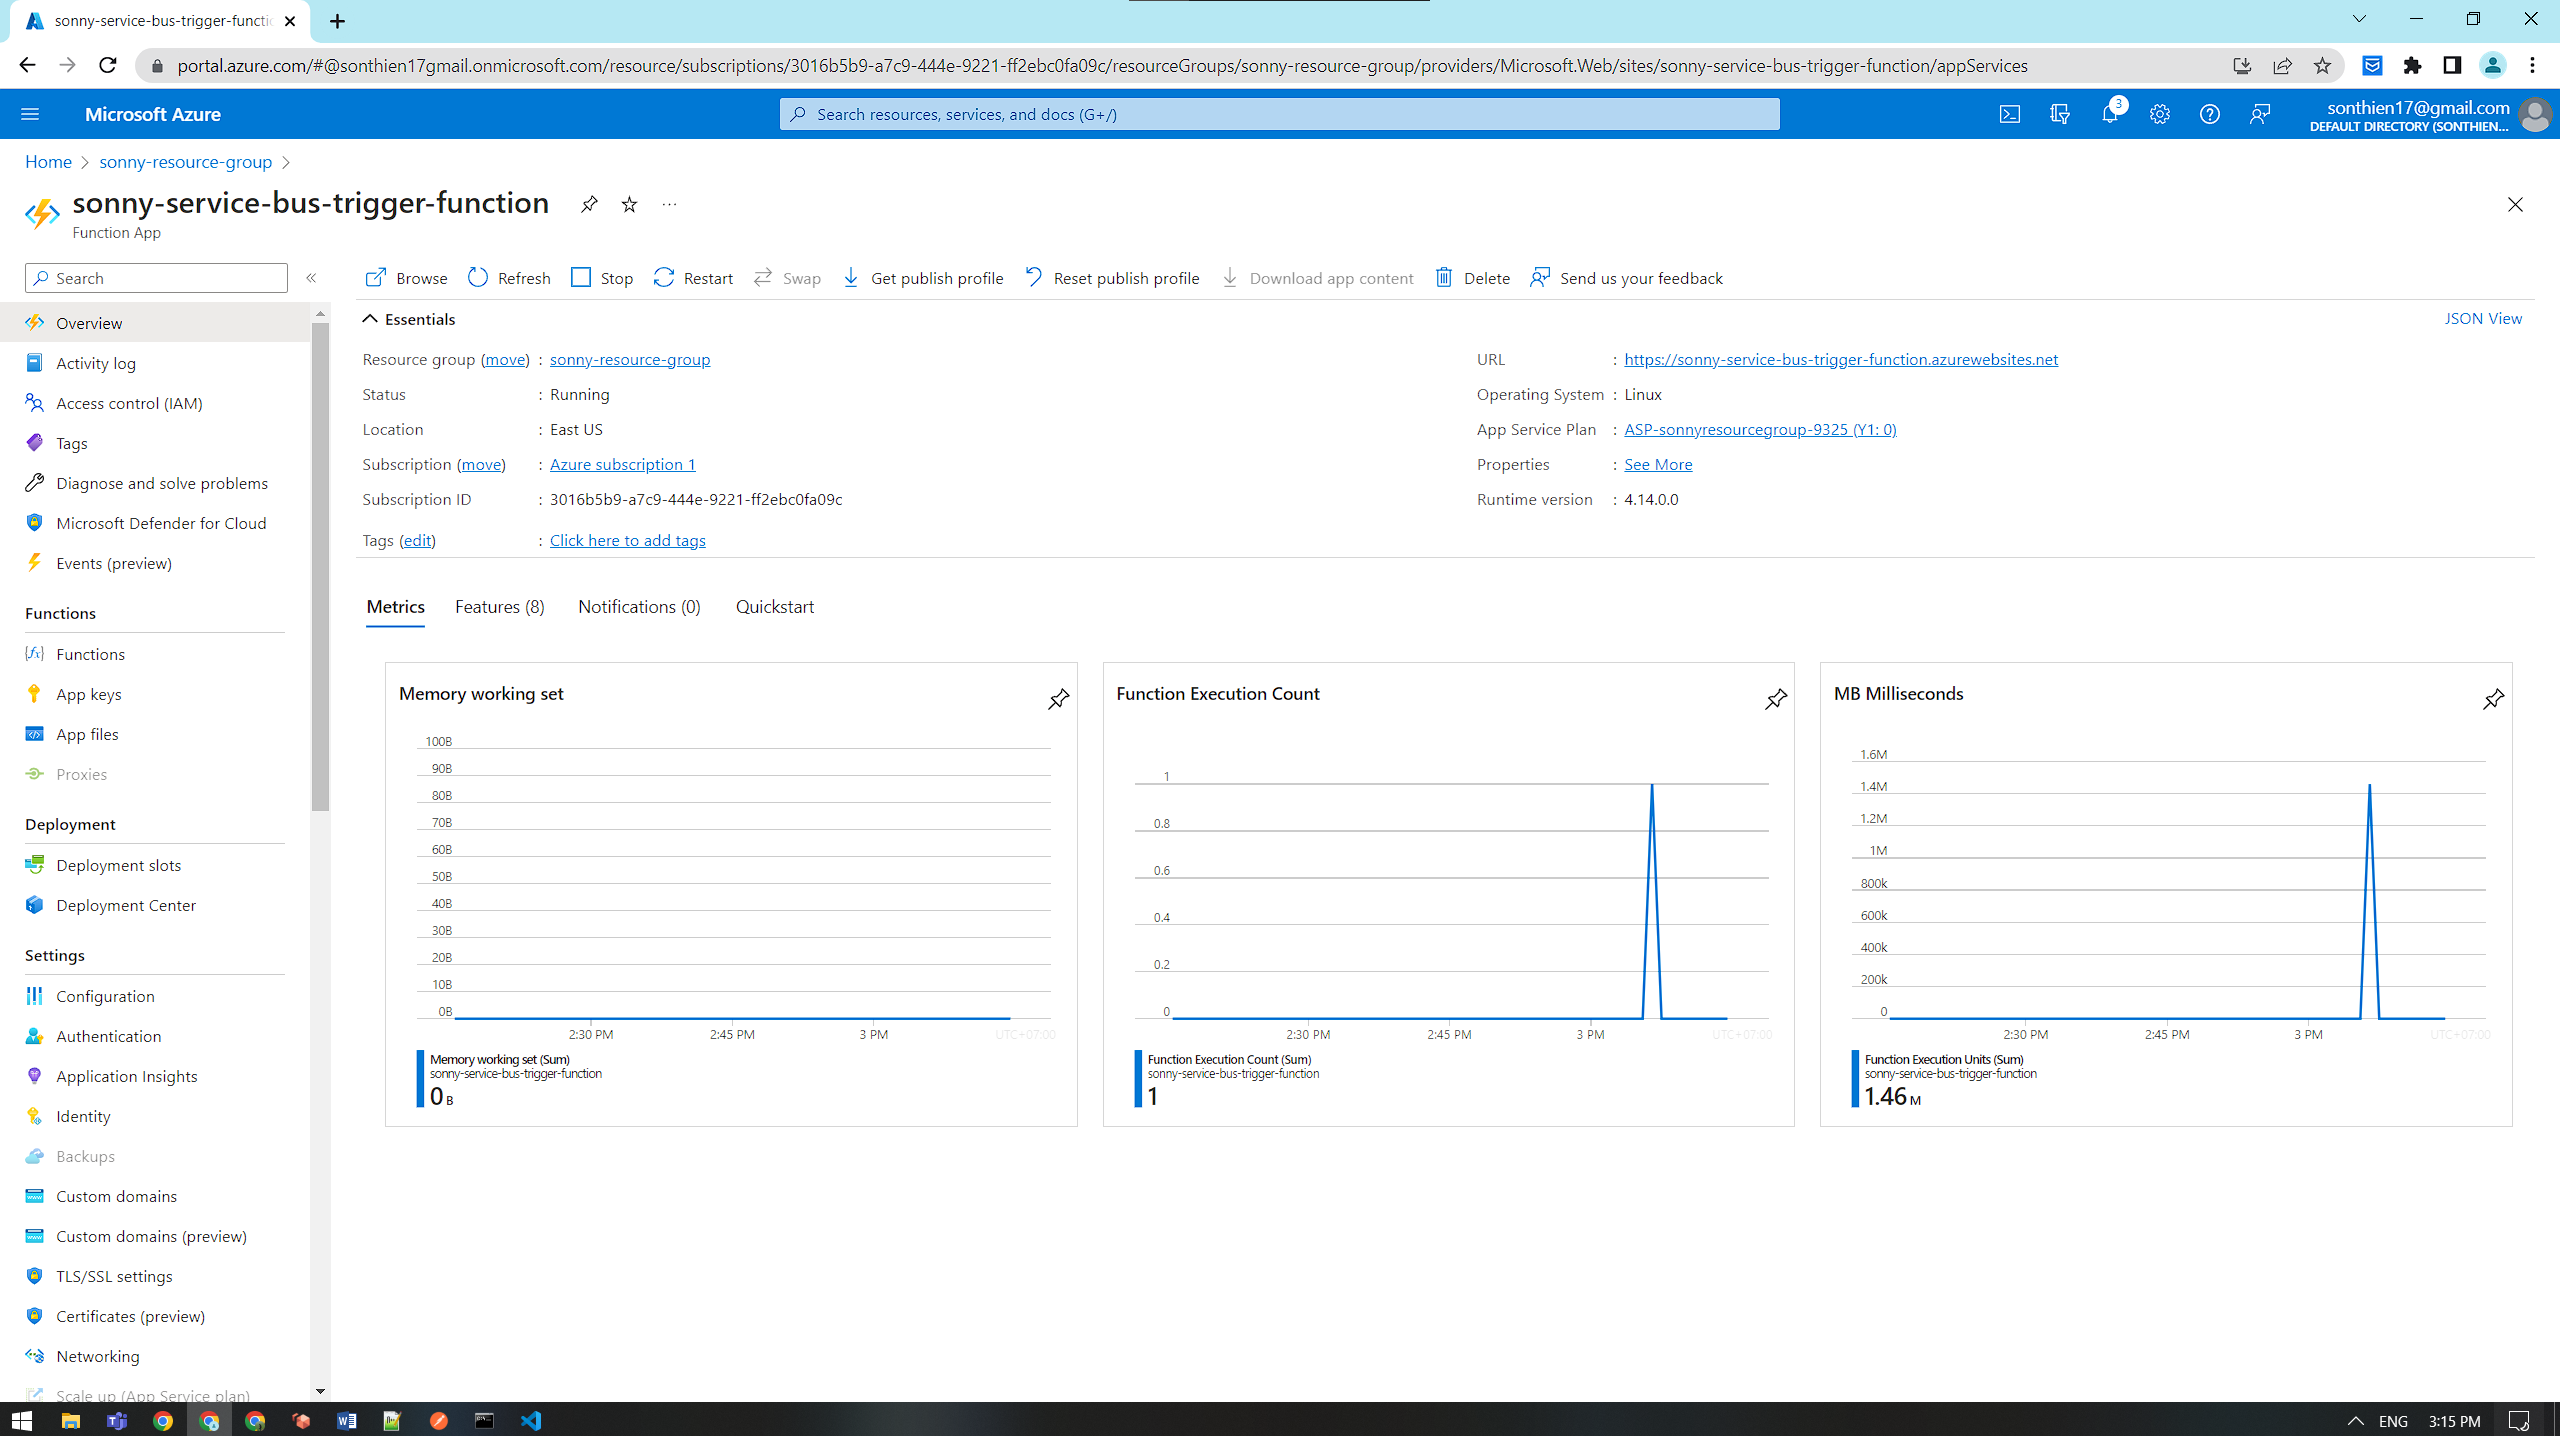 sonny-service-bus-trigger-functic
portal.azure.com/#@sonthien17gmail.onmicrosoft.com/resource/subscriptions/3016b5b9-a7c9-444e-9221-ff2ebc0fa09c/resourceGroups/sonny-resource-group/providers/Microsoft.Web/sites/sonny-service-bus-trigger-function/appServices
Microsoft Azure
Search resources, services, and docs (G+/)
3
sonthien17@gmail.com
DEFAULT DIRECTORY (SONTHIEN...
Home
sonny-resource-group
sonny-service-bus-trigger-function
...
Function App
Search
«
Browse
Refresh
Stop
Restart
Swap
Get publish profile
Reset publish profile
Download app content
Delete
Send us your feedback
Overview
Activity log
Access control (IAM)
Tags
Diagnose and solve problems
Microsoft Defender for Cloud
Events (preview)
Functions
Functions
App keys
App files
Proxies
Deployment
Deployment slots
Deployment Center
Settings
Configuration
Authentication
Application Insights
Identity
Backups
Custom domains
Custom domains (preview)
TLS/SSL settings
Certificates (preview)
Networking
Scale up (App Service plan)
Essentials
JSON View
Resource group (move) : sonny-resource-group
Status : Running
Location : East US
Subscription (move) : Azure subscription 1
Subscription ID : 3016b5b9-a7c9-444e-9221-ff2ebc0fa09c
Tags (edit) : Click here to add tags
URL : https://sonny-service-bus-trigger-function.azurewebsites.net
Operating System : Linux
App Service Plan : ASP-sonnyresourcegroup-9325 (Y1: 0)
Properties : See More
Runtime version : 4.14.0.0
Metrics
Features (8)
Notifications (0)
Quickstart
Memory working set
100B
90B
80B
70B
60B
50B
40B
30B
20B
10B
0B
2:30 PM
2:45 PM
3 PM
UTC+07:00
Memory working set (Sum)
sonny-service-bus-trigger-function
0 B
Function Execution Count
1
0.8
0.6
0.4
0.2
0
2:30 PM
2:45 PM
3 PM
UTC+07:00
Function Execution Count (Sum)
sonny-service-bus-trigger-function
1
MB Milliseconds
1.6M
1.4M
1.2M
1M
800k
600k
400k
200k
0
2:30 PM
2:45 PM
3 PM
UTC+07:00
Function Execution Units (Sum)
sonny-service-bus-trigger-function
1.46 M
ENG
3:15 PM